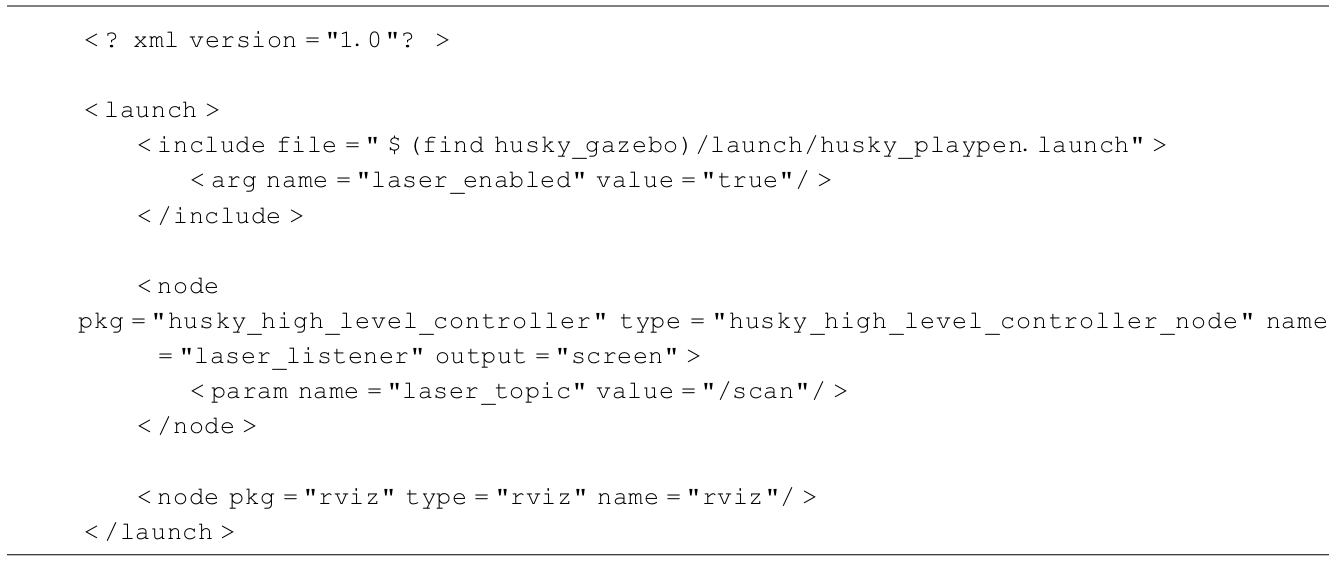 <? xml version = "1.0"? >
<launch >
<include file = " $ (find husky_gazebo)/launch/husky_playpen. launch" >
<arg name = "laser_enabled" value = "true"/ >
</include >
<node
pkg = "husky_high_level_controller" type = "husky_high_level_controller_node" name
= "laser_listener" output = "screen" >
<param name = "laser_topic" value = "/scan"/ >
</node >
<node pkg = "rviz" type = "rviz" name = "rviz"/ >
</launch >